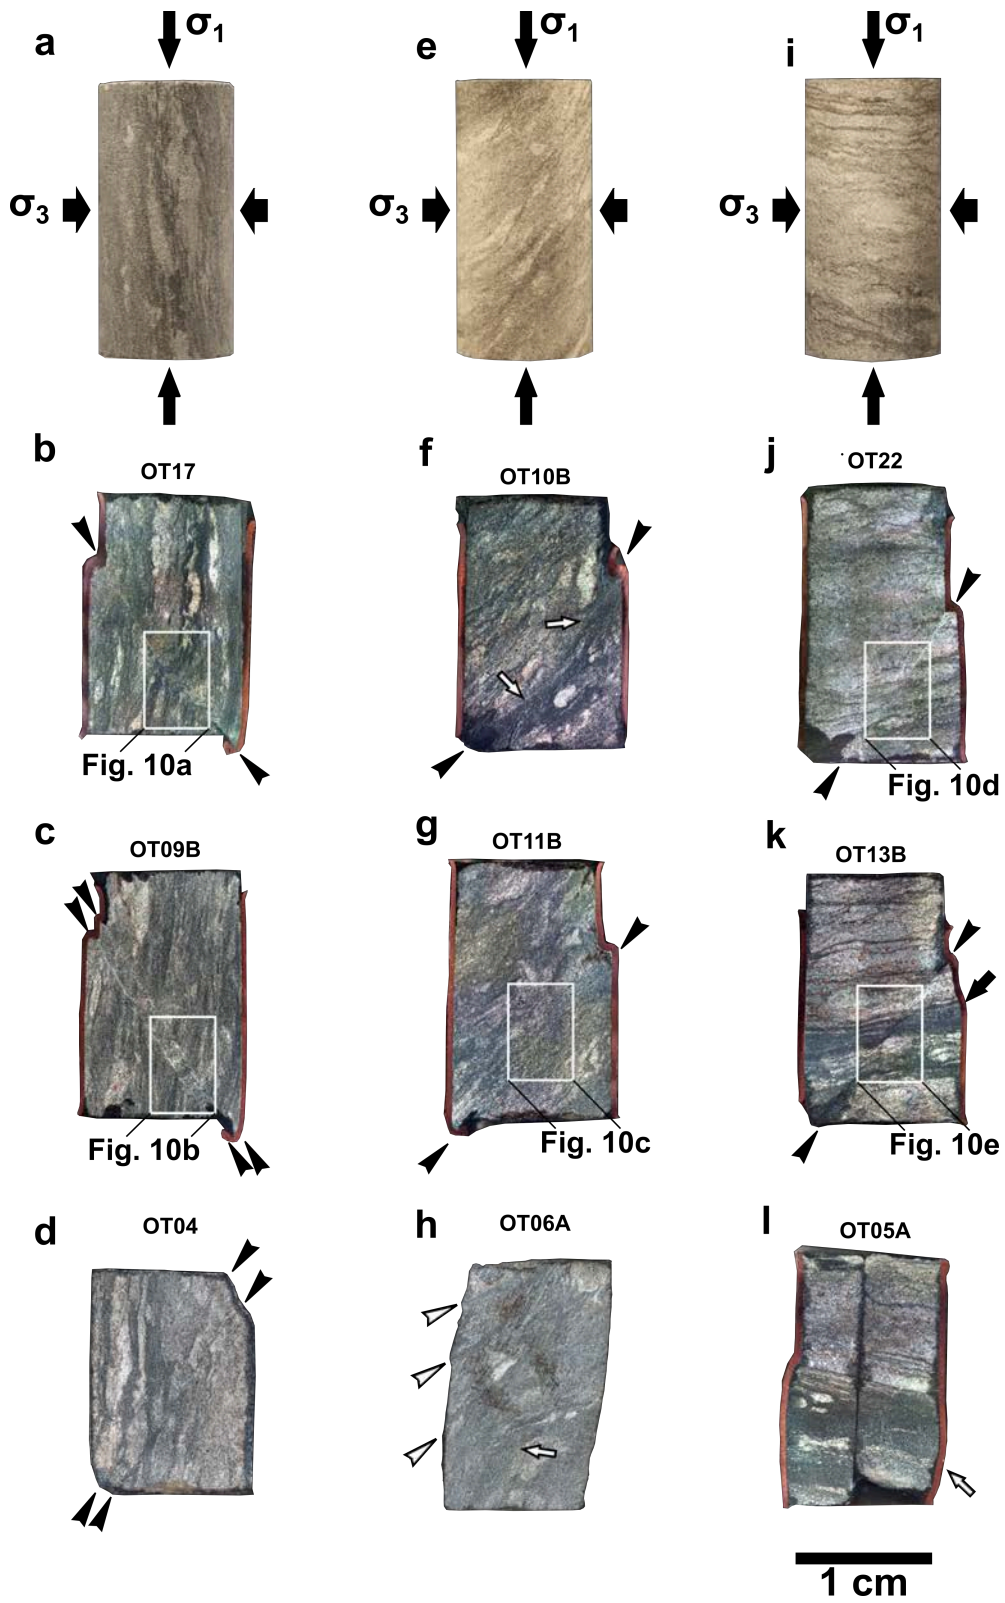 a σ1 e σ1 i σ1
σ3 σ3 σ3
b OT17 f OT10B j OT22
Fig. 10a Fig. 10d
c OT09B g OT11B k OT13B
Fig. 10b Fig. 10c Fig. 10e
d OT04 h OT06A l OT05A
1 cm